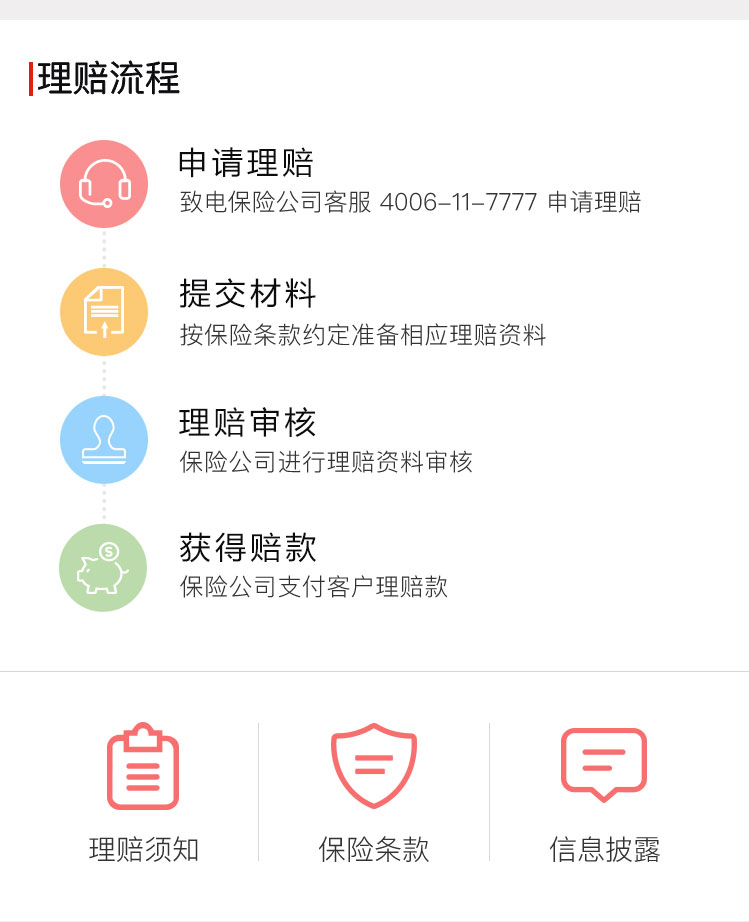 理赔流程
申请理赔
致电保险公司客服 4006-11-7777 申请理赔
提交材料
按保险条款约定准备相应理赔资料
理赔审核
保险公司进行理赔资料审核
获得赔款
保险公司支付客户理赔款
理赔须知
保险条款
信息披露